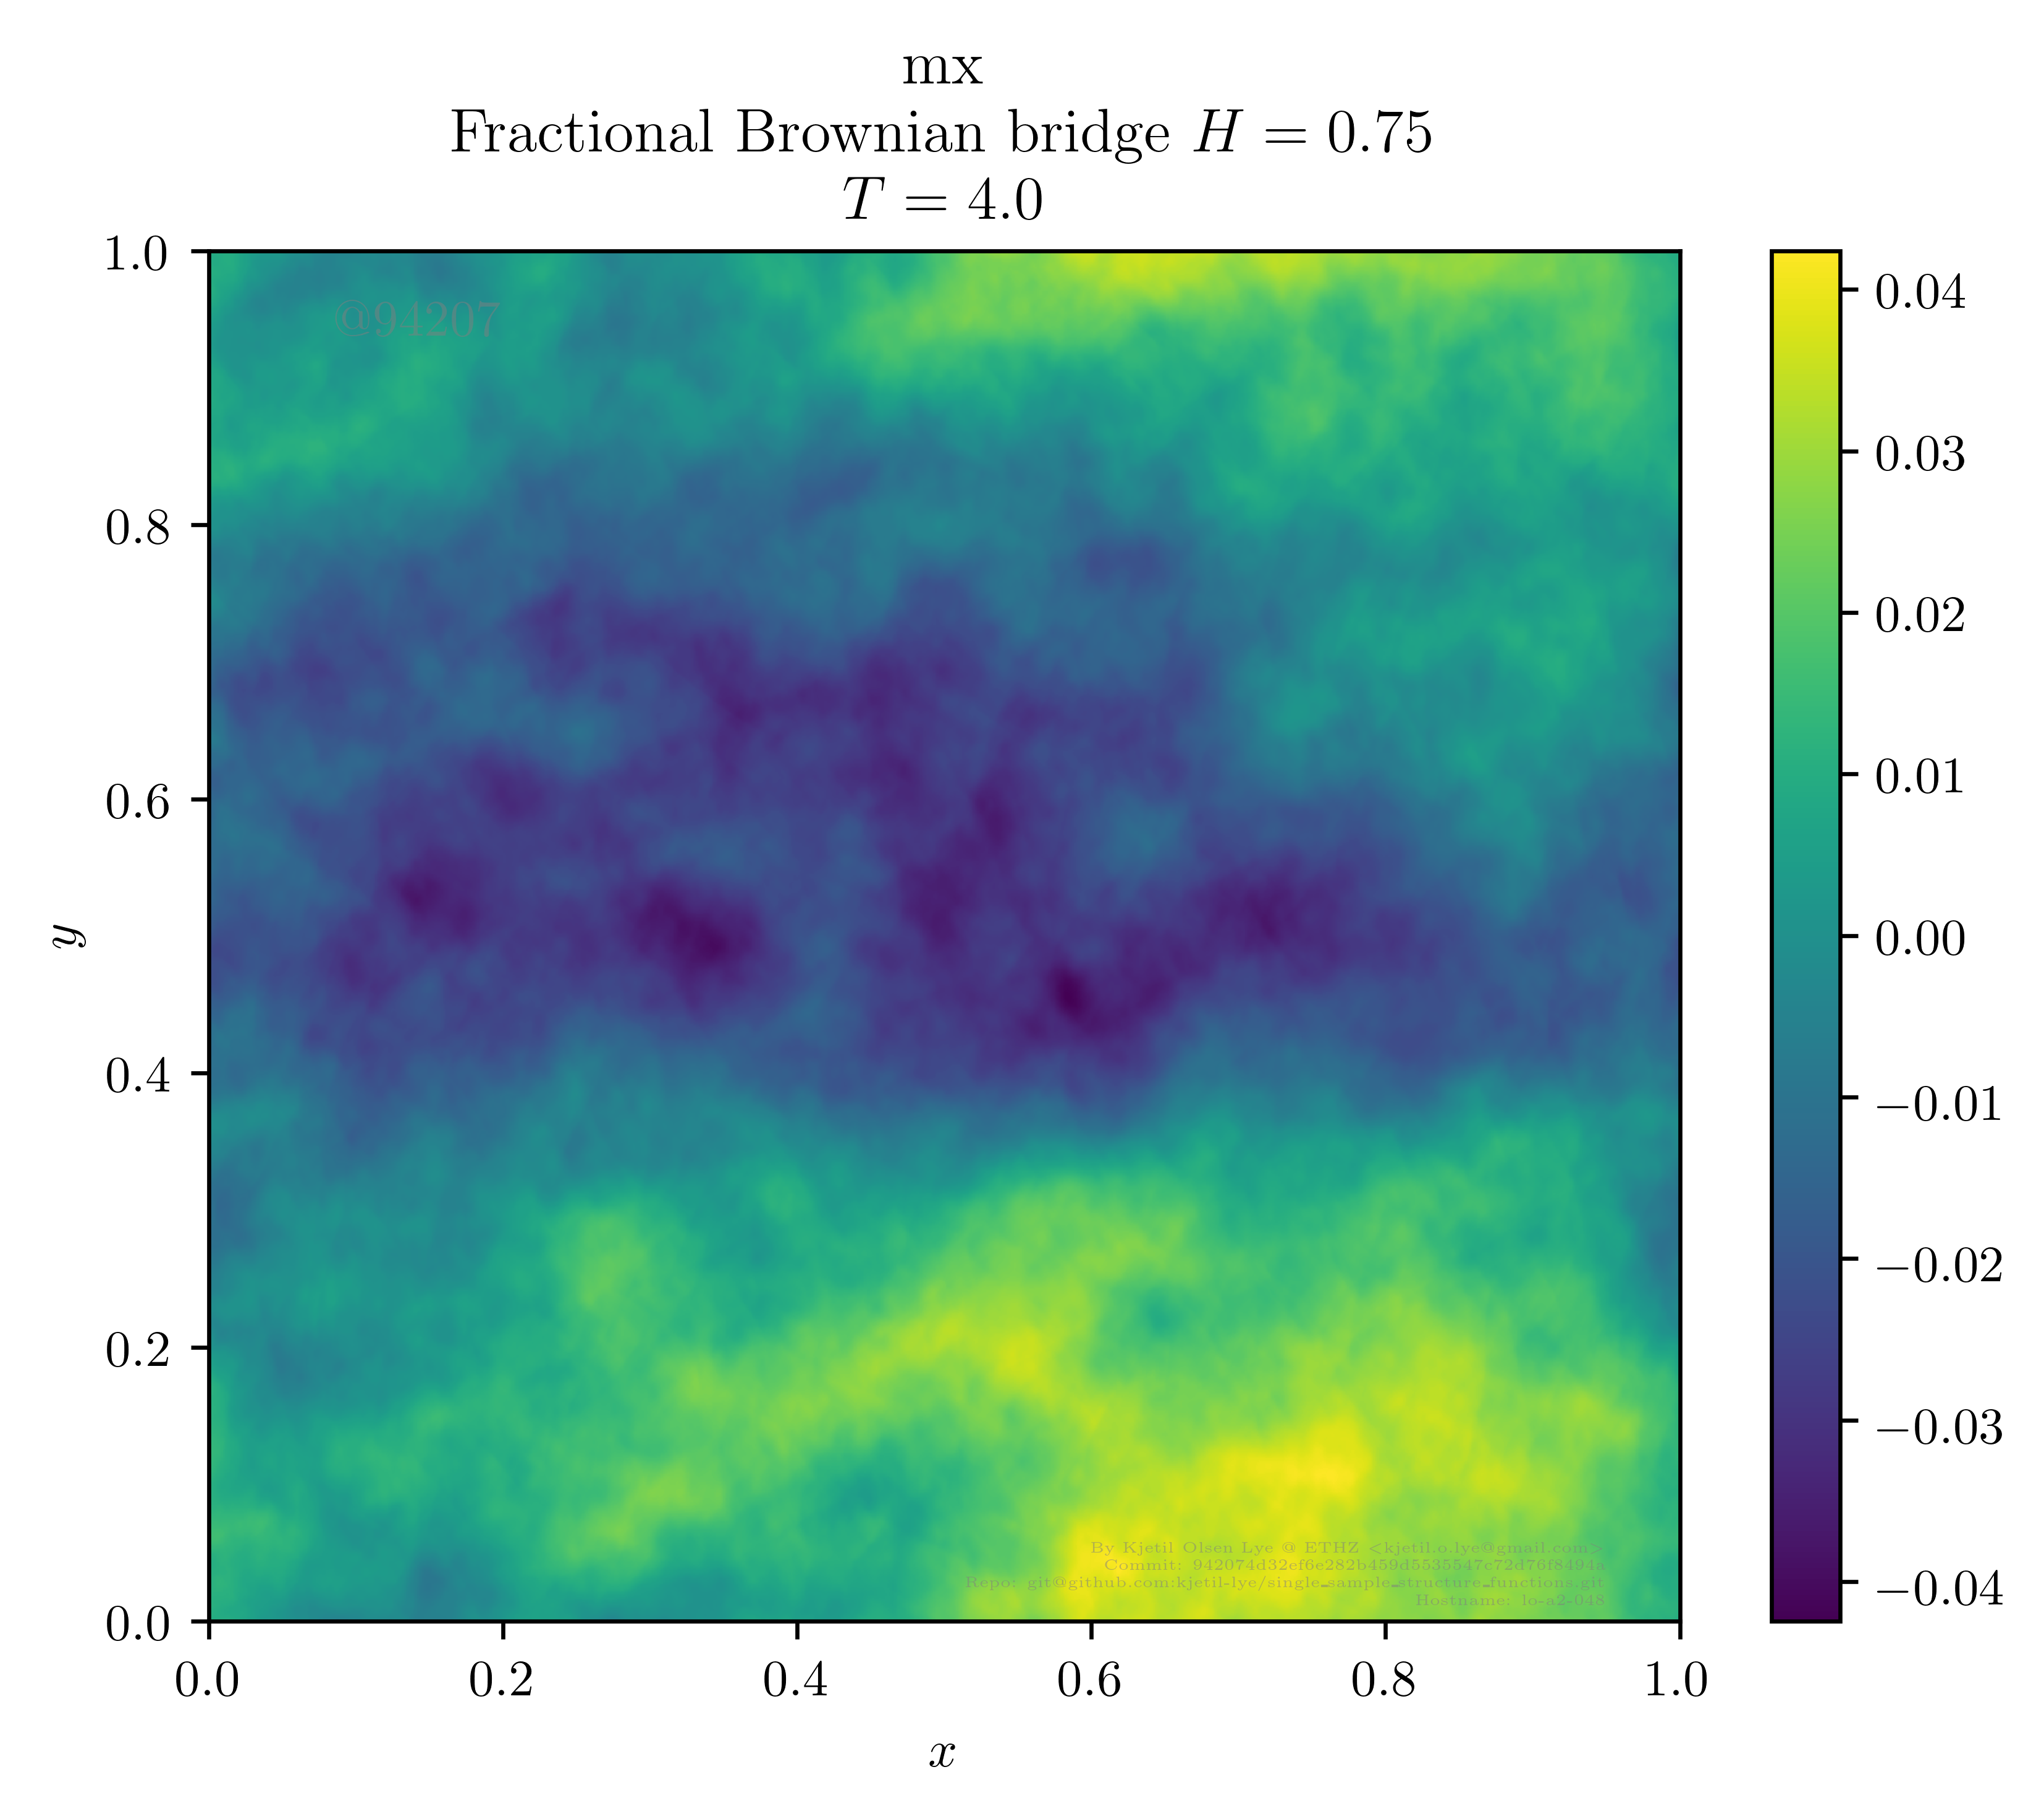 mx
Fractional Brownian bridge H = 0.75
T = 4.0
1.0
0.8
0.6
0.4
0.2
0.0
y
0.0 0.2 0.4 0.6 0.8 1.0
x
0.04
0.03
0.02
0.01
0.00
−0.01
−0.02
−0.03
−0.04
@94207
By Kjetil Olsen Lye @ ETHZ <kjetil.o.lye@gmail.com>
Commit: 942074d32ef6e282b459d5535547c72d76f8494a
Repo: git@github.com:kjetil-lye/single_sample_structure_functions.git
Hostname: lo-a2-048